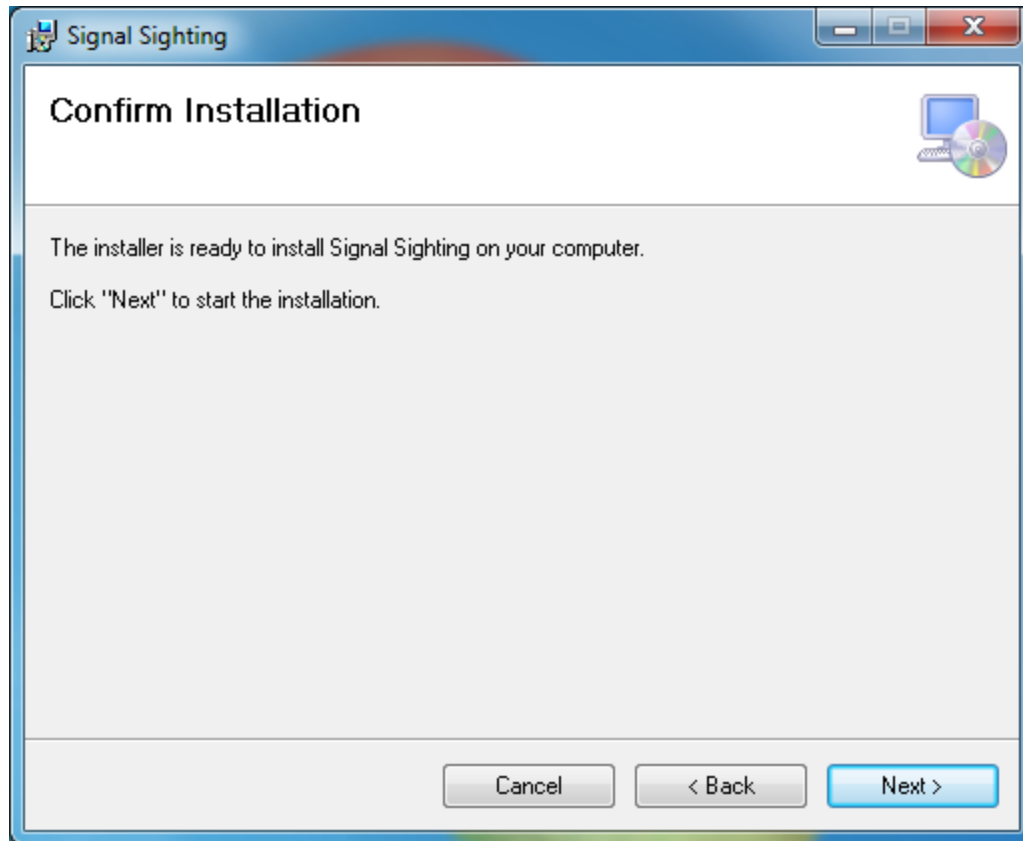 Signal Sighting
Confirm Installation
The installer is ready to install Signal Sighting on your computer.
Click "Next" to start the installation.
Cancel
< Back
Next >